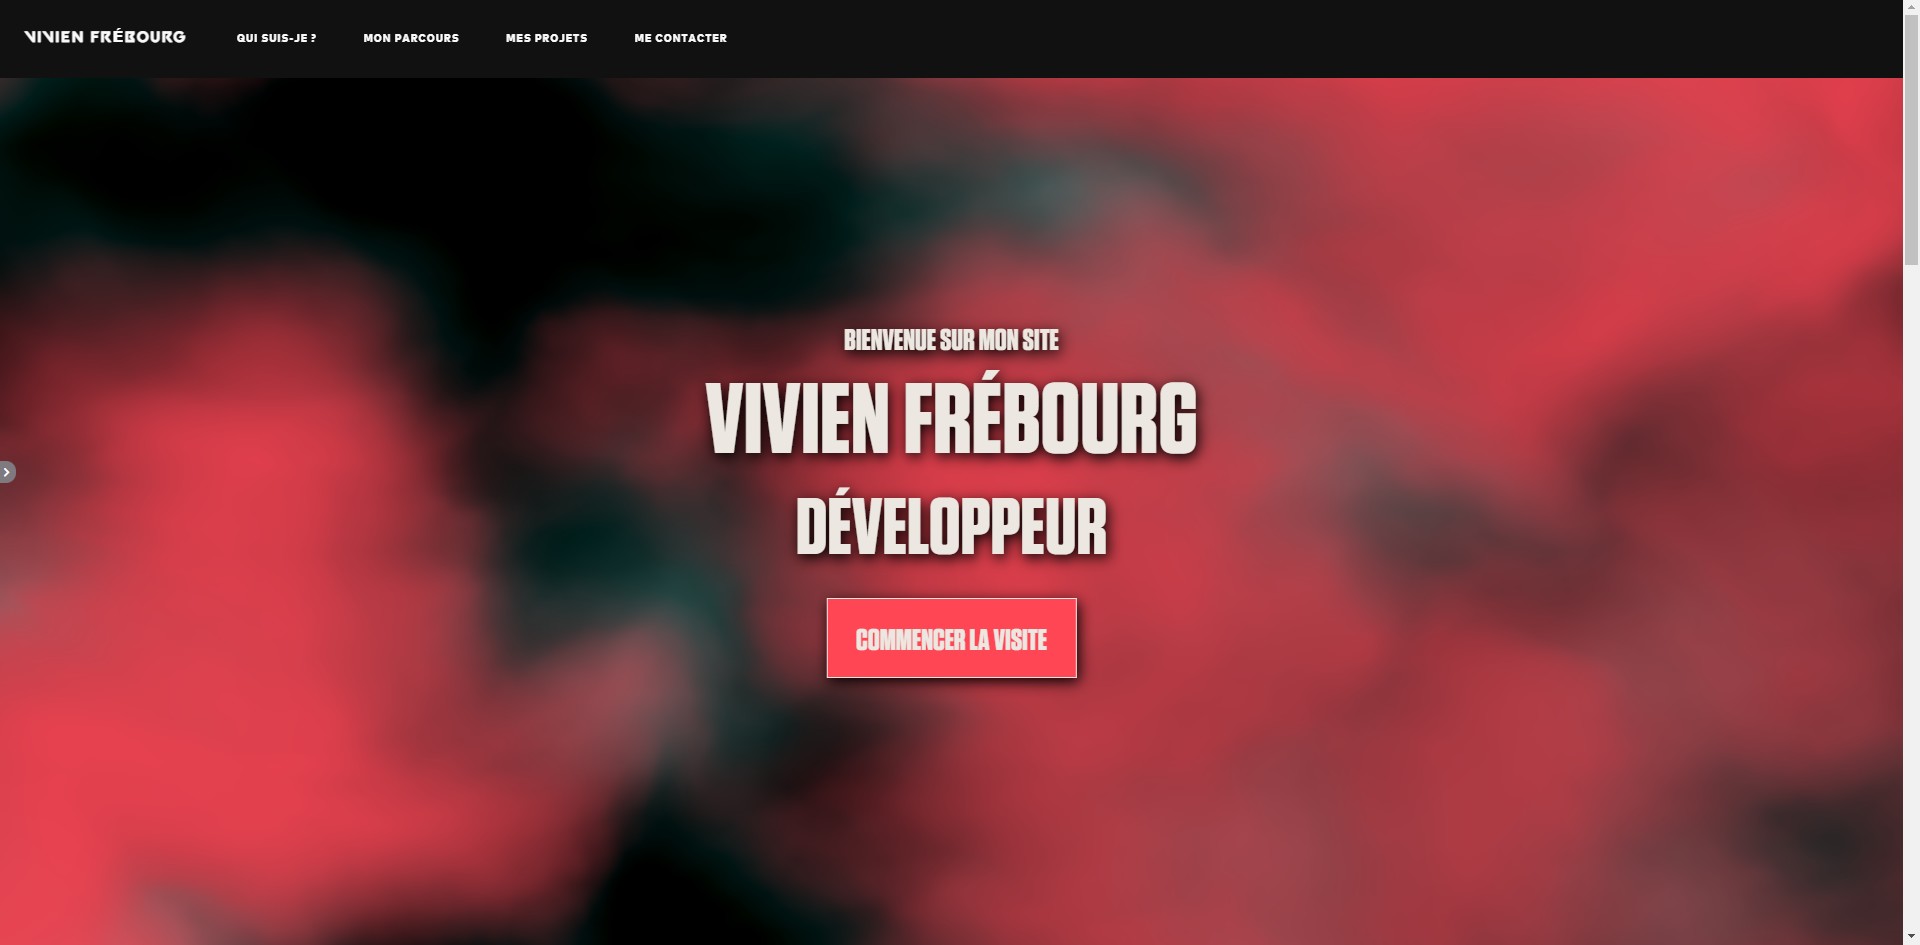 VIVIEN FRÉBOURG QUI SUIS-JE ? MON PARCOURS MES PROJETS ME CONTACTER
BIENVENUE SUR MON SITE
VIVIEN FRÉBOURG
DÉVELOPPEUR
COMMENCER LA VISITE